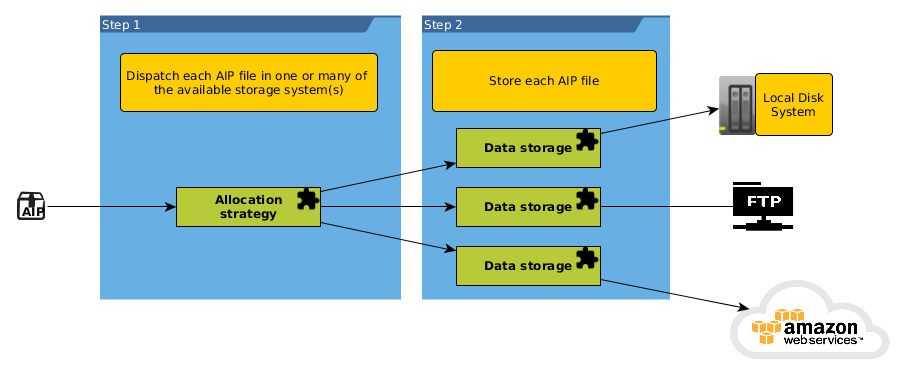 Step 1
Step 2
Dispatch each AIP file in one or many of
the available storage system(s)
Store each AIP file
Local Disk
System
Data storage
AIP
Allocation
strategy
Data storage
FTP
Data storage
amazon
web services™